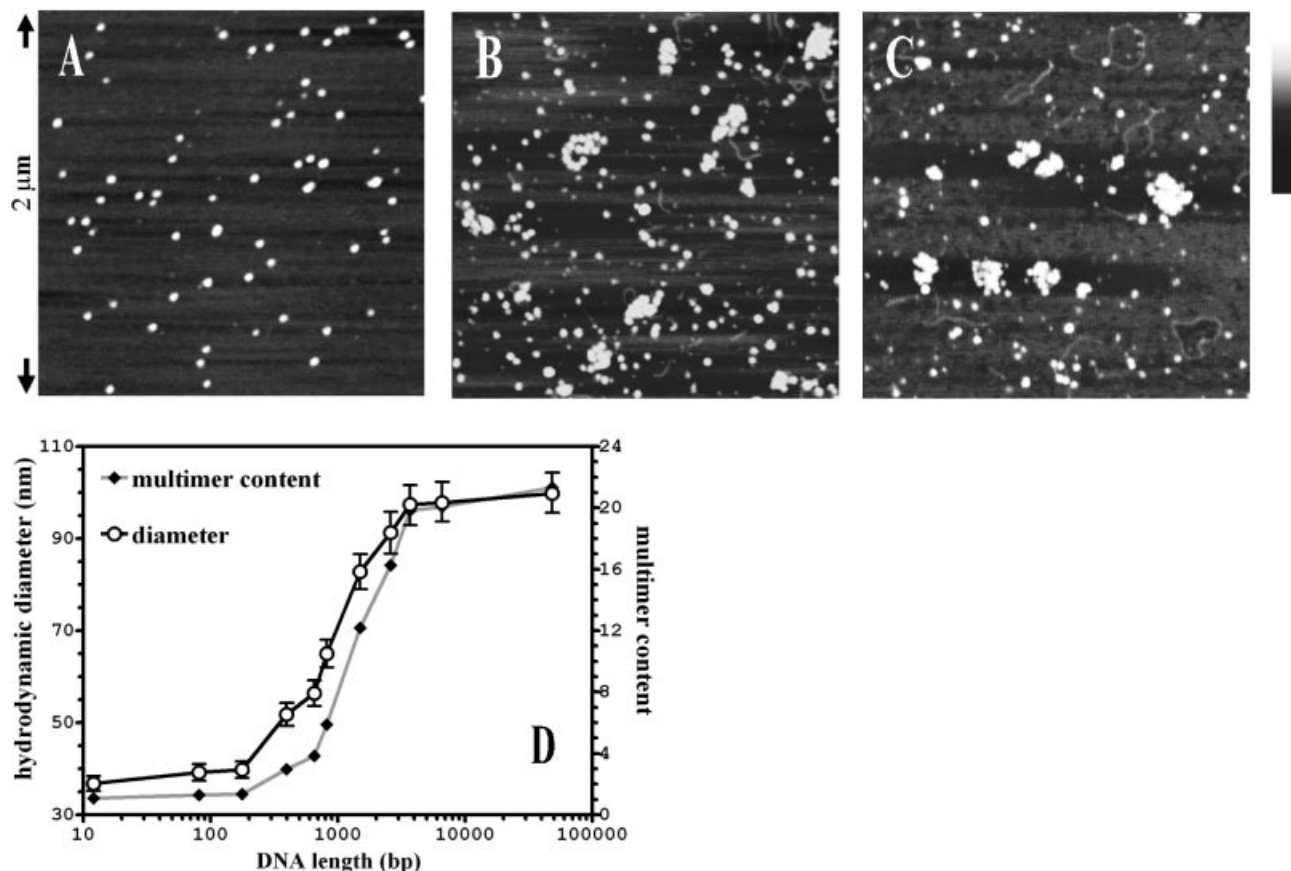 A
B
C
2 μm
110
90
70
50
30
24
20
16
12
8
4
0
multimer content
diameter
D
hydrodynamic diameter (nm)
multimer content
10
100
1000
10000
100000
DNA length (bp)